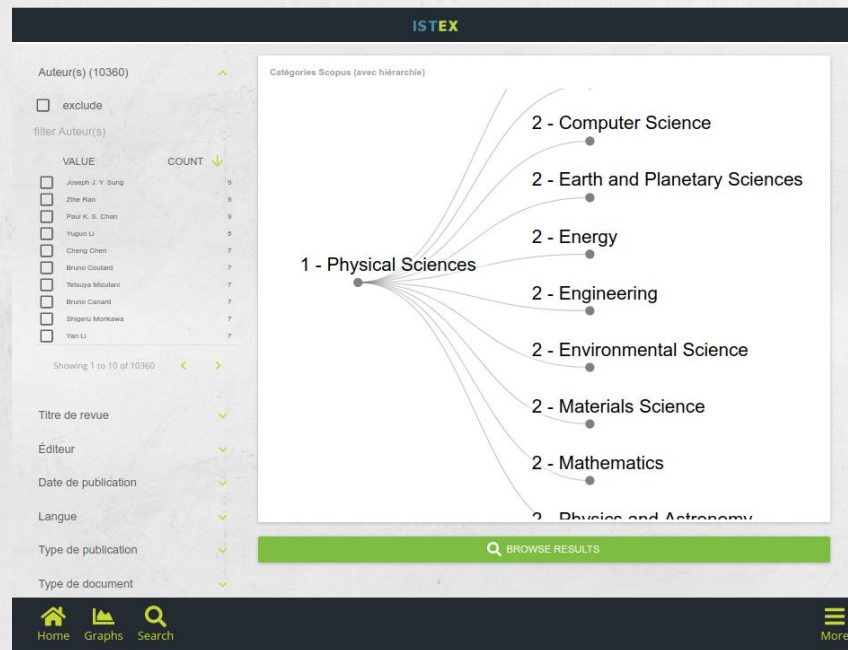 ISTEX
Auteur(s) (10360)
exclude
filter Auteur(s)
VALUE COUNT
Joseph J. Y. Sung 9
Zihe Rao 9
Paul K. S. Chan 9
Yuguo Li 8
Cheng Chen 7
Bruno Coutard 7
Tetsuya Mizutani 7
Bruno Canard 7
Shigeru Morikawa 7
Yan Li 7
Showing 1 to 10 of 10360
Titre de revue
Éditeur
Date de publication
Langue
Type de publication
Type de document
Catégories Scopus (avec hiérarchie)
1 - Physical Sciences
2 - Computer Science
2 - Earth and Planetary Sciences
2 - Energy
2 - Engineering
2 - Environmental Science
2 - Materials Science
2 - Mathematics
2 - Physics and Astronomy
BROWSE RESULTS
Home Graphs Search More